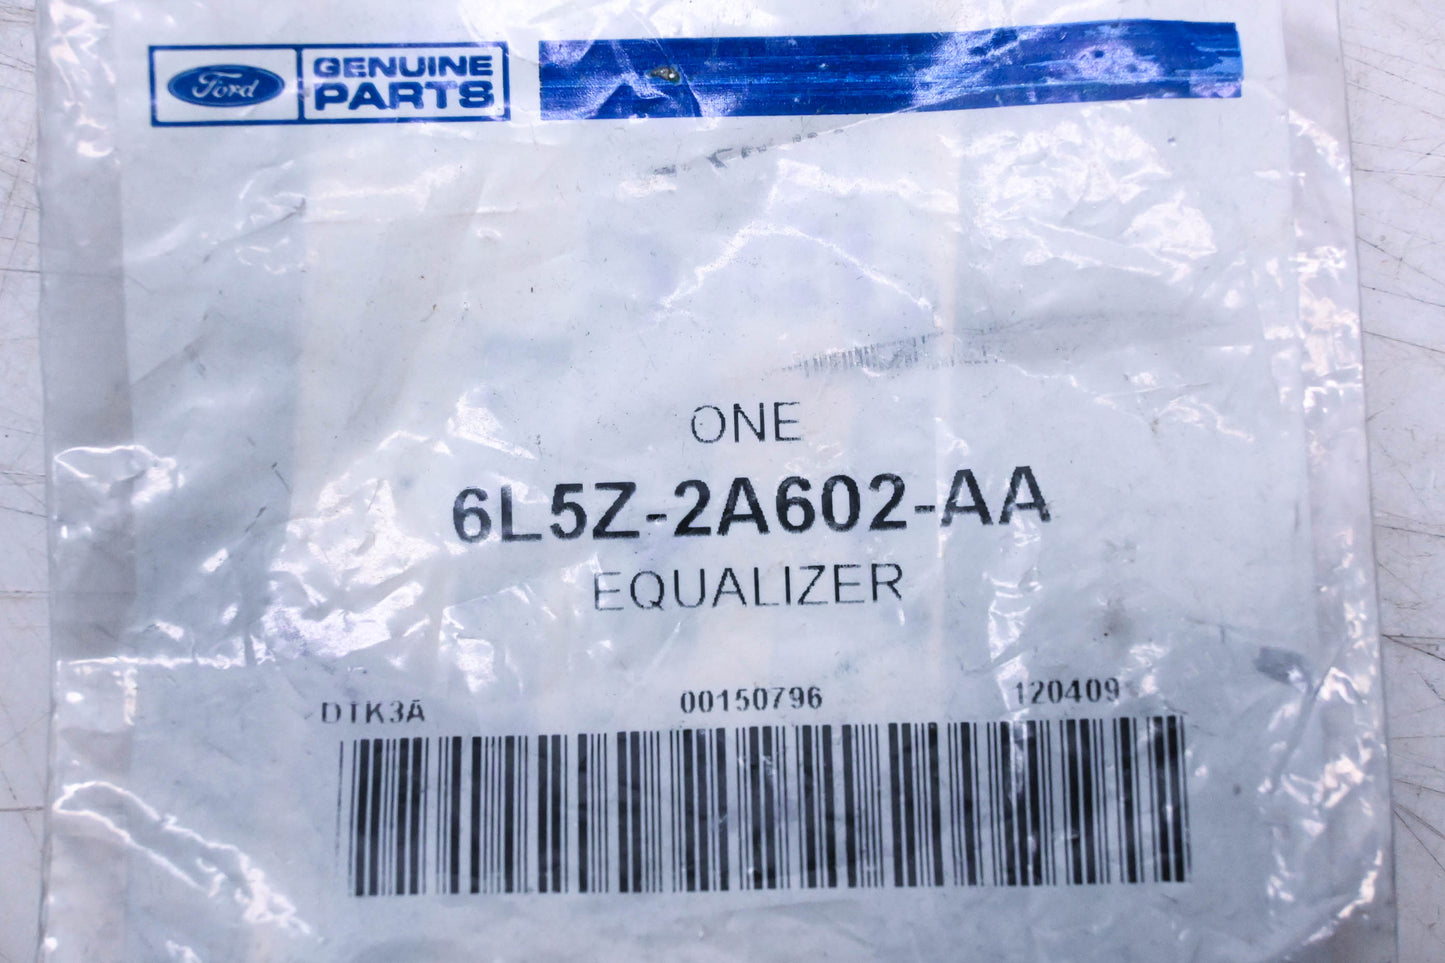 Ford GENUINE
PARTS
ONE
6L5Z-2A602-AA
EQUALIZER
DTK3A 00150796 120409